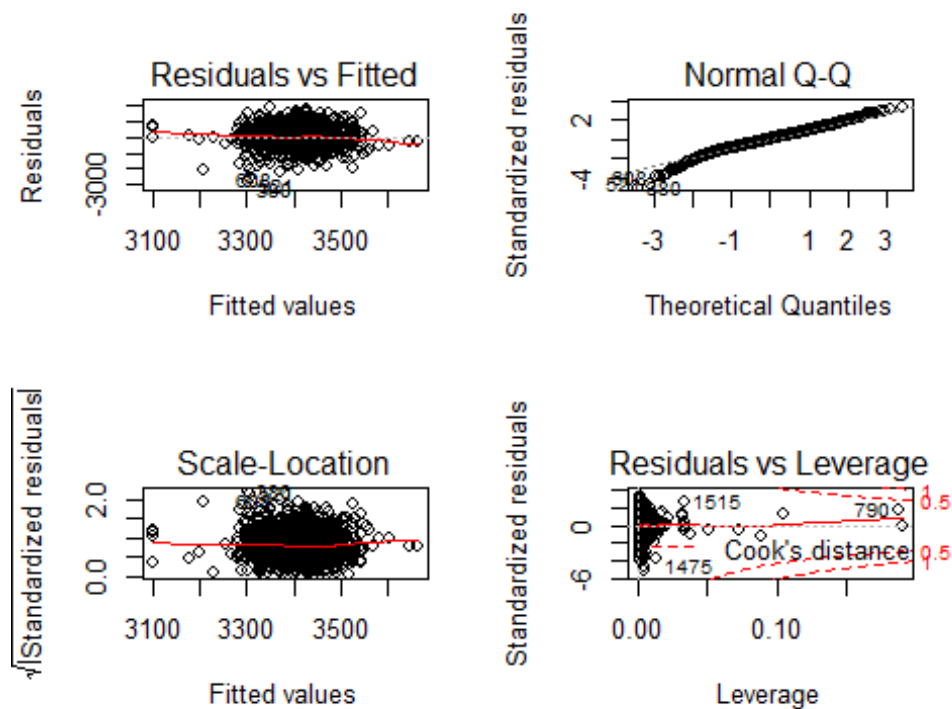 Residuals vs Fitted
Residuals
-3000
3100 3300 3500
Fitted values
Normal Q-Q
Standardized residuals
-4 2
-3 -1 1 2 3
Theoretical Quantiles
Scale-Location
√|Standardized residuals|
0.0 2.0
3100 3300 3500
Fitted values
Residuals vs Leverage
Standardized residuals
-6 0
1515
790
1475
Cook's distance
1
0.5
0.5
1
0.00 0.10
Leverage